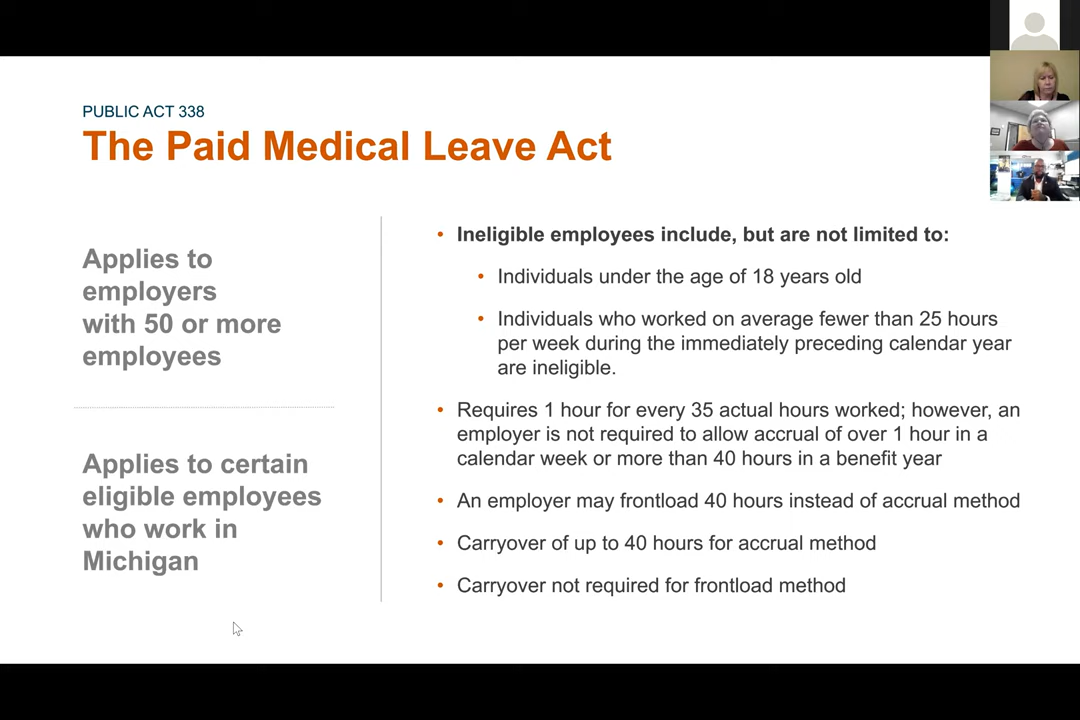 PUBLIC ACT 338
The Paid Medical Leave Act
Applies to
employers
with 50 or more
employees
Applies to certain
eligible employees
who work in
Michigan
• Ineligible employees include, but are not limited to:
• Individuals under the age of 18 years old
• Individuals who worked on average fewer than 25 hours
per week during the immediately preceding calendar year
are ineligible.
• Requires 1 hour for every 35 actual hours worked; however, an
employer is not required to allow accrual of over 1 hour in a
calendar week or more than 40 hours in a benefit year
• An employer may frontload 40 hours instead of accrual method
• Carryover of up to 40 hours for accrual method
• Carryover not required for frontload method